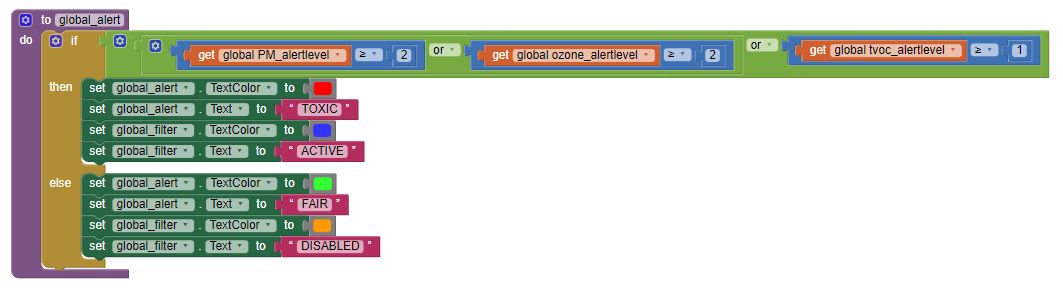 to global_alert
do if get global PM_alertlevel ≥ 2 or get global ozone_alertlevel ≥ 2 or get global tvoc_alertlevel ≥ 1
then set global_alert . TextColor to
set global_alert . Text to “ TOXIC ”
set global_filter . TextColor to
set global_filter . Text to “ ACTIVE ”
else set global_alert . TextColor to
set global_alert . Text to “ FAIR ”
set global_filter . TextColor to
set global_filter . Text to “ DISABLED ”